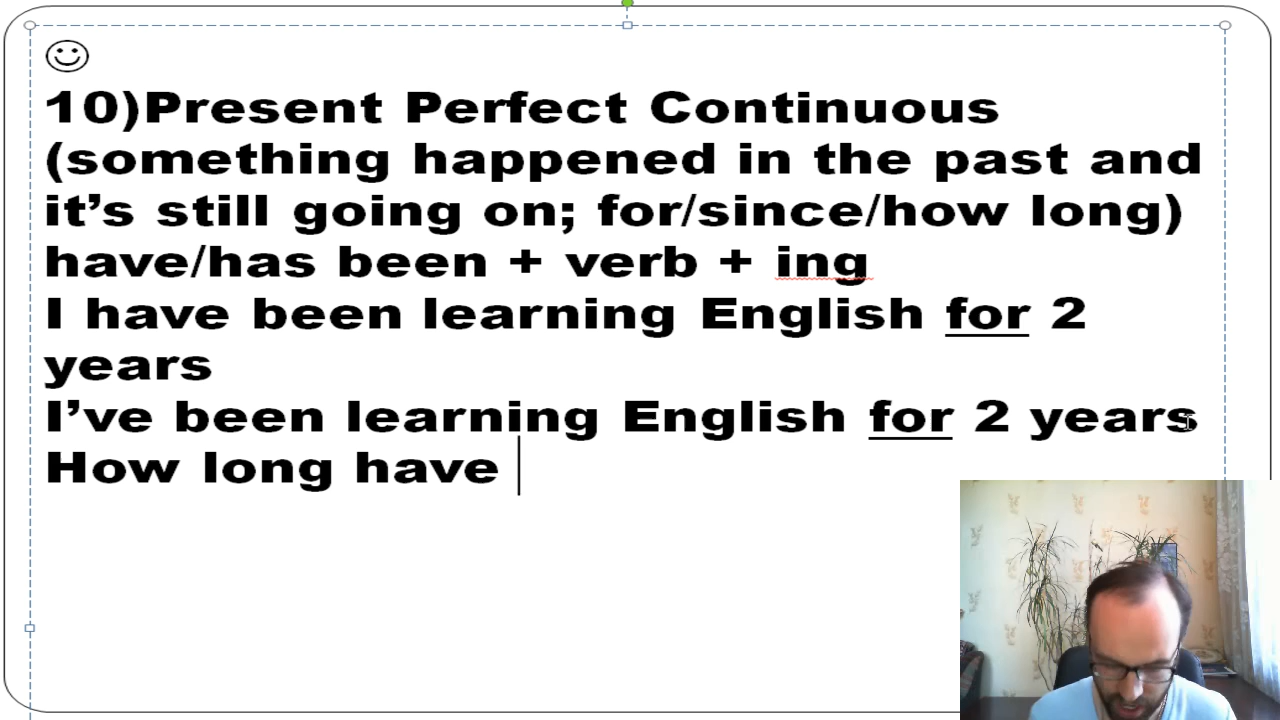 10)Present Perfect Continuous
(something happened in the past and
it’s still going on; for/since/how long)
have/has been + verb + ing
I have been learning English for 2
years
I’ve been learning English for 2 years
How long have